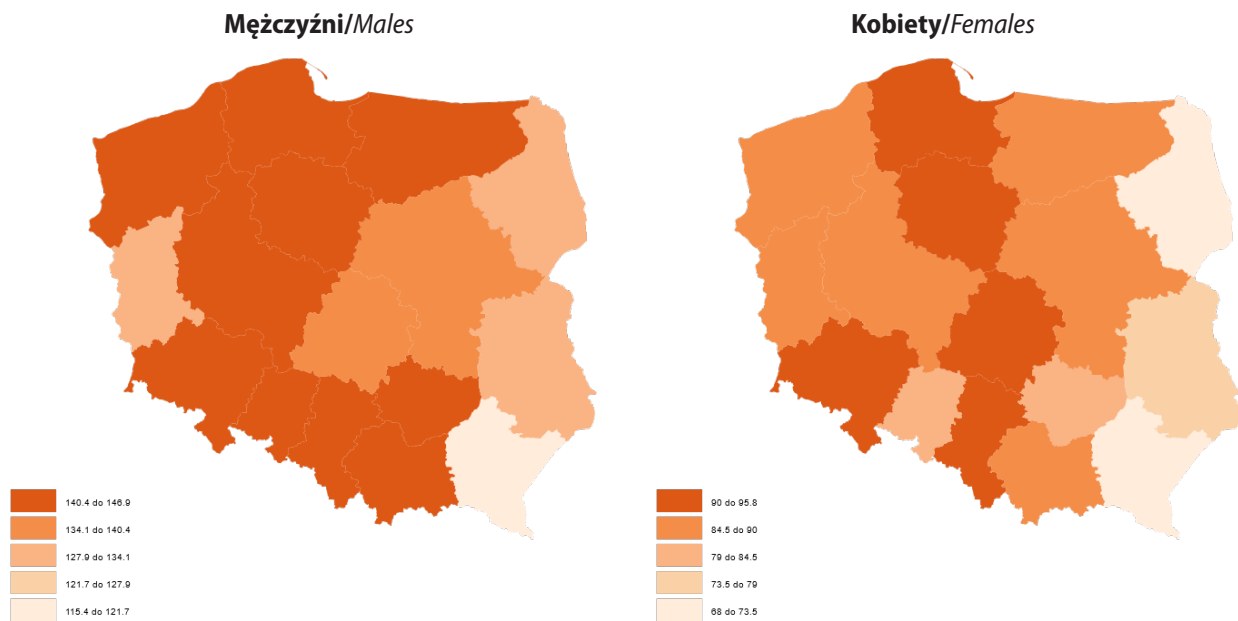 Mężczyźni/Males
Kobiety/Females
140.4 do 146.9
134.1 do 140.4
127.9 do 134.1
121.7 do 127.9
115.4 do 121.7
90 do 95.8
84.5 do 90
79 do 84.5
73.5 do 79
68 do 73.5